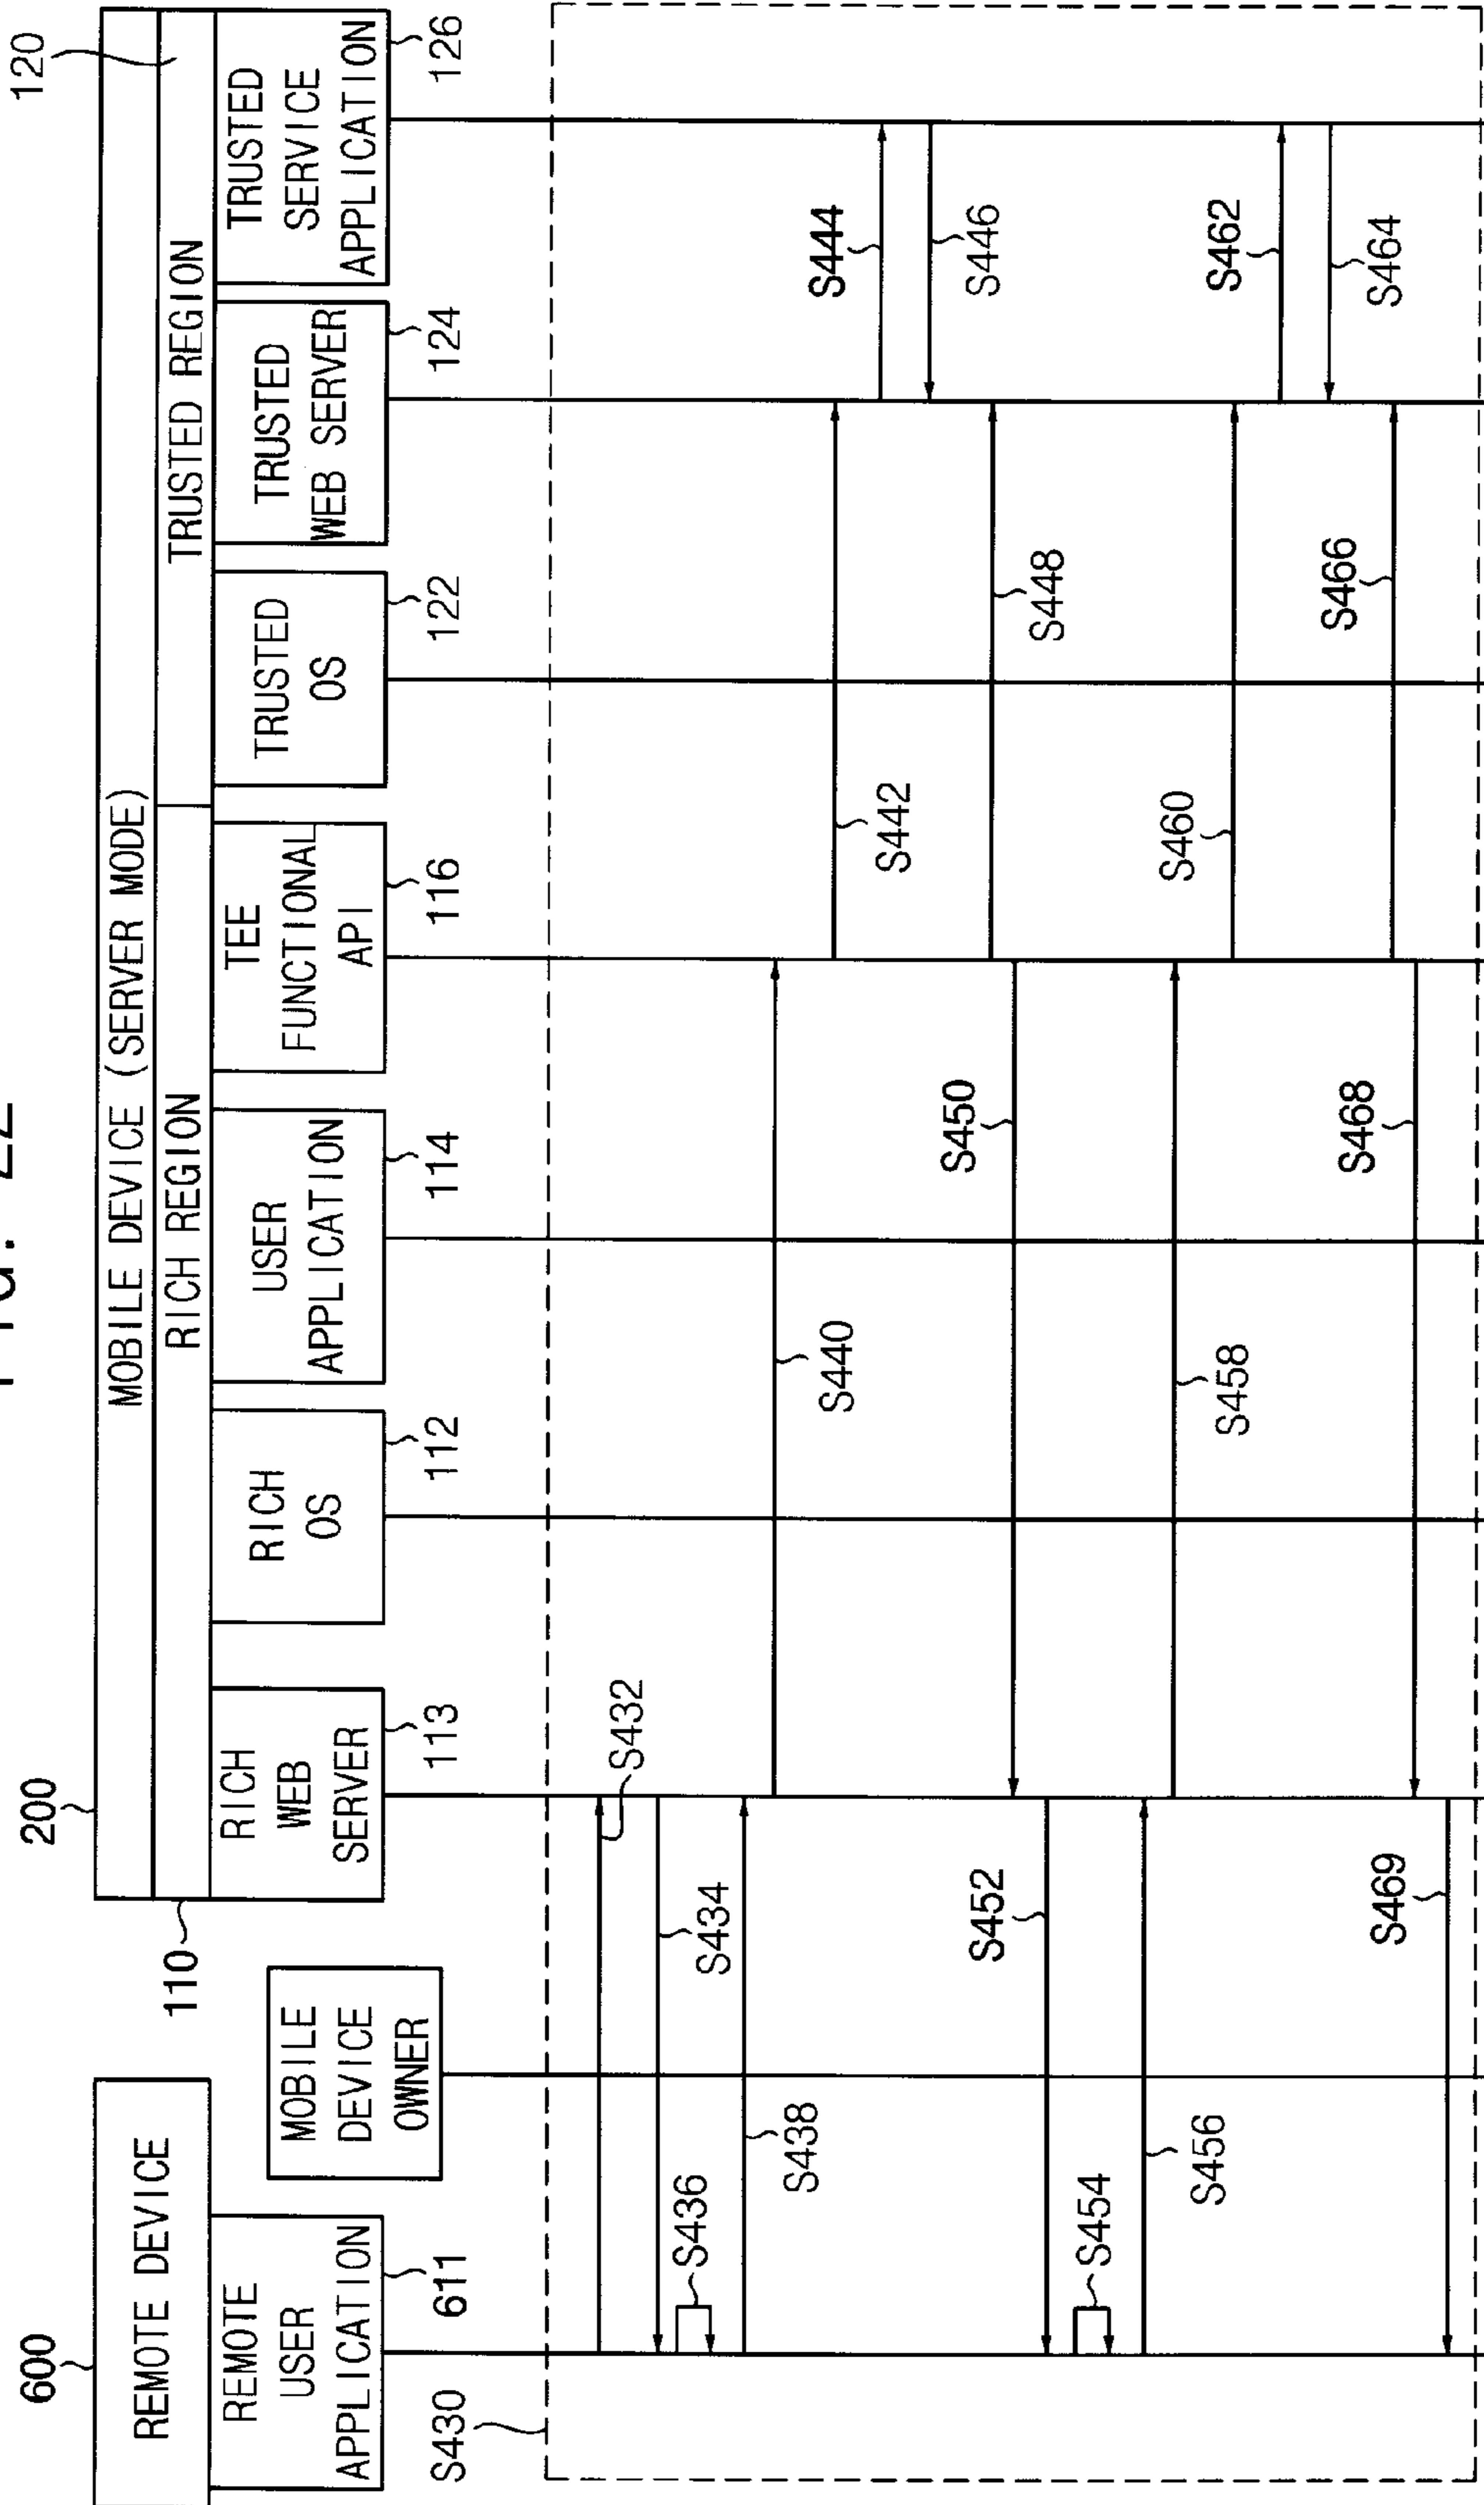 600
REMOTE DEVICE
REMOTE
USER
APPLICATION
611
MOBILE
DEVICE
OWNER
200
110
MOBILE DEVICE (SERVER MODE)
RICH REGION
TRUSTED REGION
120
RICH
WEB
SERVER
113
RICH
OS
112
USER
APPLICATION
114
TEE
FUNCTIONAL
API
116
TRUSTED
OS
122
TRUSTED
WEB SERVER
124
TRUSTED
SERVICE
APPLICATION
126
S430
S432
S434
S436
S438
S440
S442
S444
S446
S448
S450
S452
S454
S456
S458
S460
S462
S464
S466
S468
S469